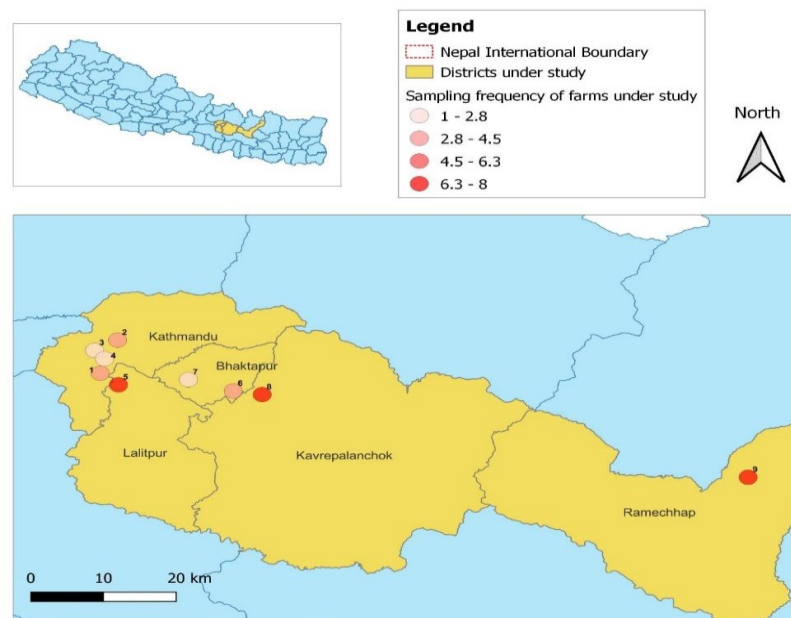 Legend
Nepal International Boundary
Districts under study
Sampling frequency of farms under study
1 - 2.8
2.8 - 4.5
4.5 - 6.3
6.3 - 8
North
2
3
Kathmandu
4
Bhaktapur
1
5
7
6
8
Lalitpur
Kavrepalanchok
9
Ramechhap
0 10 20 km